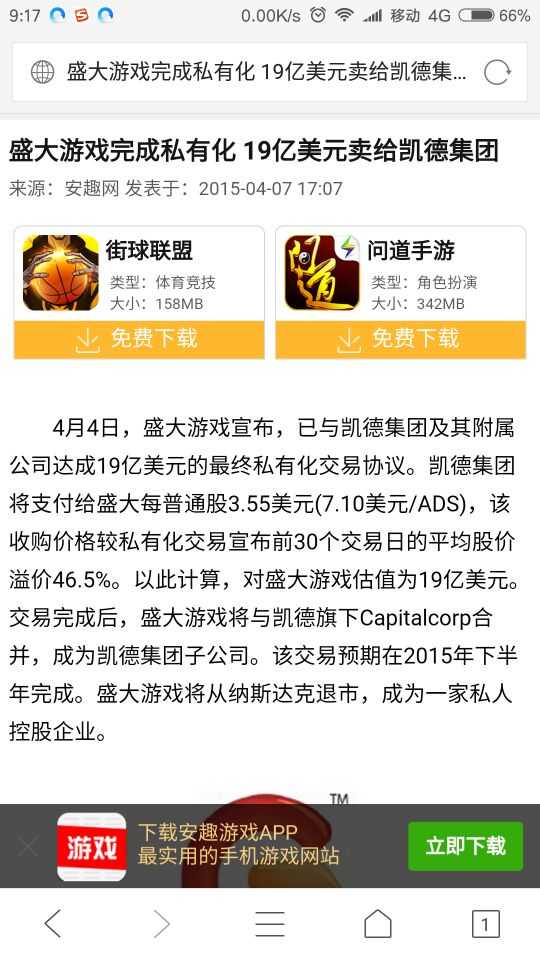 9:17 0.00K/s 移动 4G 66%
盛大游戏完成私有化 19亿美元卖给凯德集...
盛大游戏完成私有化 19亿美元卖给凯德集团
来源：安趣网 发表于：2015-04-07 17:07
街球联盟
类型：体育竞技
大小：158MB
免费下载
问道手游
类型：角色扮演
大小：342MB
免费下载
问道
4月4日，盛大游戏宣布，已与凯德集团及其附属
公司达成19亿美元的最终私有化交易协议。凯德集团
将支付给盛大每普通股3.55美元(7.10美元/ADS)，该
收购价格较私有化交易宣布前30个交易日的平均股价
溢价46.5%。以此计算，对盛大游戏估值为19亿美元。
交易完成后，盛大游戏将与凯德旗下Capitalcorp合
并，成为凯德集团子公司。该交易预期在2015年下半
年完成。盛大游戏将从纳斯达克退市，成为一家私人
控股企业。
TM
游戏
下载安趣游戏APP
最实用的手机游戏网站
立即下载
1